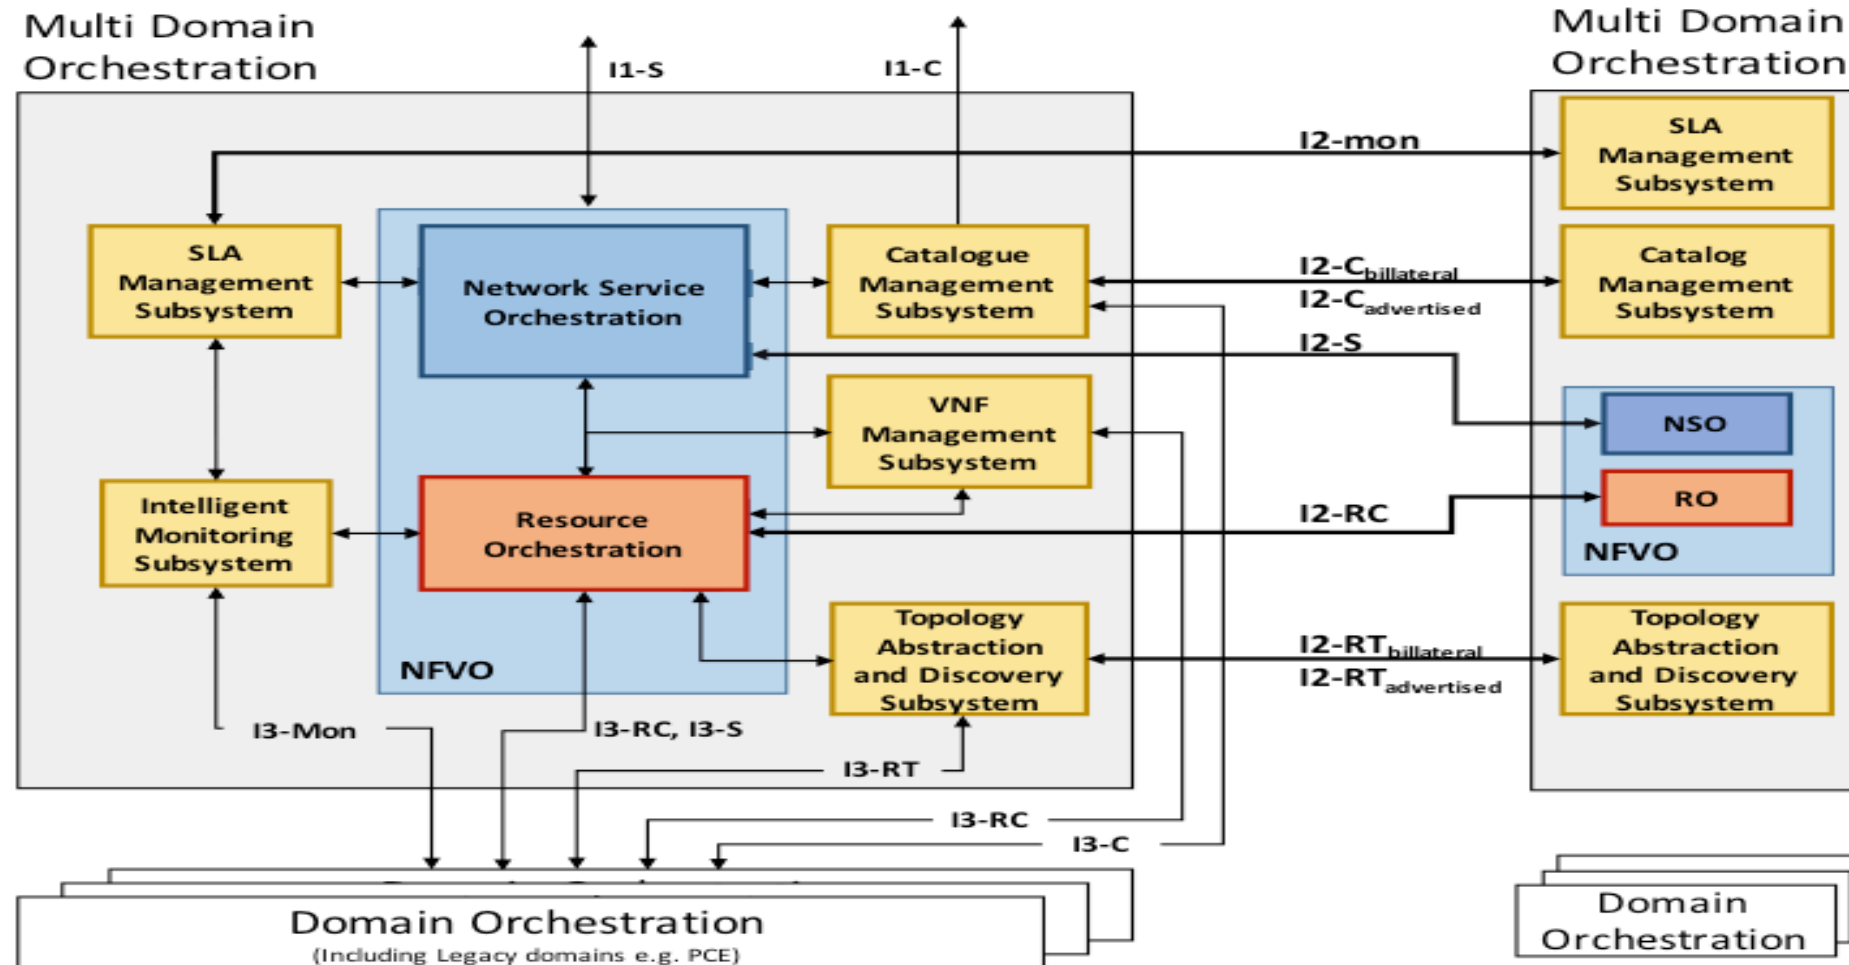 Multi Domain
Orchestration
I1-S
I1-C
Multi Domain
Orchestration
I2-mon
SLA
Management
Subsystem
SLA
Management
Subsystem
Network Service
Orchestration
Catalogue
Management
Subsystem
I2-Cbillateral
I2-Cadvertised
I2-S
Catalog
Management
Subsystem
VNF
Management
Subsystem
NSO
Intelligent
Monitoring
Subsystem
Resource
Orchestration
I2-RC
RO
NFVO
Topology
Abstraction
and Discovery
Subsystem
I2-RTbillateral
I2-RTadvertised
Topology
Abstraction
and Discovery
Subsystem
NFVO
I3-Mon
I3-RC, I3-S
I3-RT
I3-RC
I3-C
Domain Orchestration
(Including Legacy domains e.g. PCE)
Domain
Orchestration